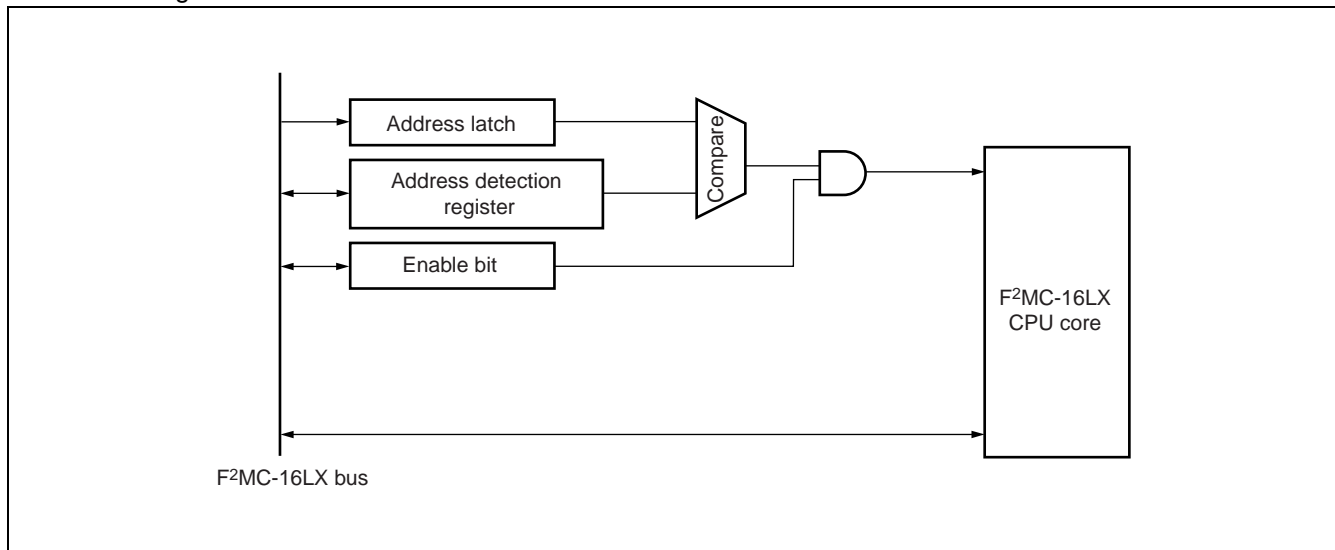 Address latch
Address detection
register
Enable bit
Compare
F²MC-16LX
CPU core
F²MC-16LX bus